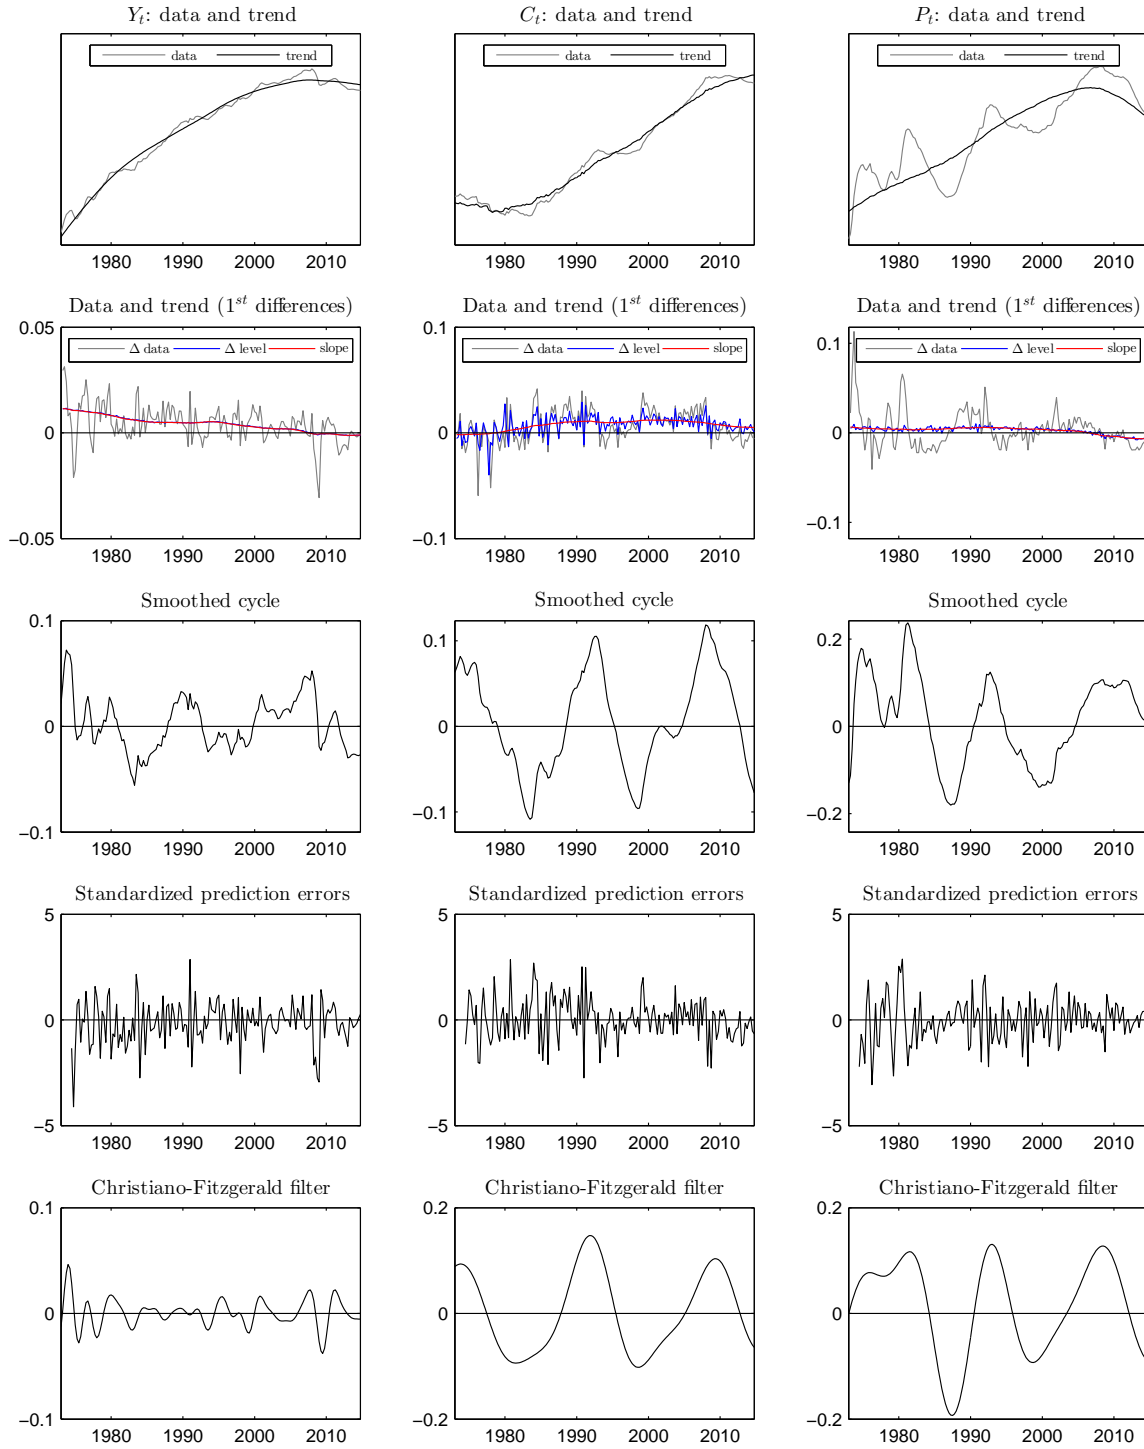 Y_t: data and trend
C_t: data and trend
P_t: data and trend
data trend
data trend
data trend
1980 1990 2000 2010
1980 1990 2000 2010
1980 1990 2000 2010
Data and trend (1^{st} differences)
Data and trend (1^{st} differences)
Data and trend (1^{st} differences)
0.05
0
−0.05
Δ data Δ level slope
0.1
0
−0.1
Δ data Δ level slope
0.1
0
−0.1
Δ data Δ level slope
1980 1990 2000 2010
1980 1990 2000 2010
1980 1990 2000 2010
Smoothed cycle
Smoothed cycle
Smoothed cycle
0.1
0
−0.1
0.1
0
−0.1
0.2
0
−0.2
1980 1990 2000 2010
1980 1990 2000 2010
1980 1990 2000 2010
Standardized prediction errors
Standardized prediction errors
Standardized prediction errors
5
0
−5
5
0
−5
5
0
−5
1980 1990 2000 2010
1980 1990 2000 2010
1980 1990 2000 2010
Christiano-Fitzgerald filter
Christiano-Fitzgerald filter
Christiano-Fitzgerald filter
0.1
0
−0.1
0.2
0
−0.2
0.2
0
−0.2
1980 1990 2000 2010
1980 1990 2000 2010
1980 1990 2000 2010